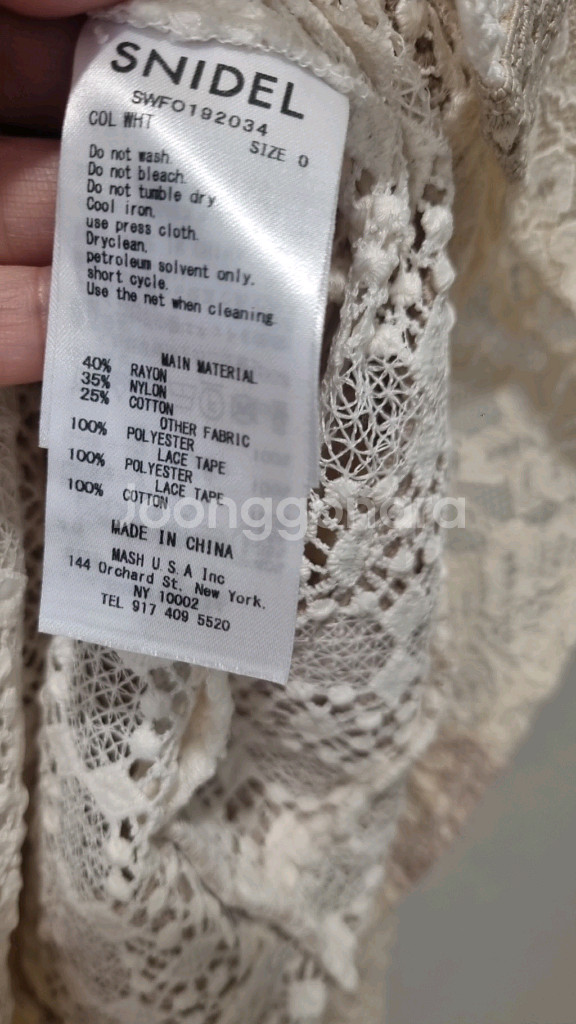 SNIDEL
SWFO192034
COL WHT SIZE 0
Do not wash.
Do not bleach.
Do not tumble dry
Cool iron.
use press cloth.
Dryclean.
petroleum solvent only.
short cycle.
Use the net when cleaning.
MAIN MATERIAL
40% RAYON
35% NYLON
25% COTTON
OTHER FABRIC
100% POLYESTER
LACE TAPE
100% POLYESTER
LACE TAPE
100% COTTON
joonggonara
MADE IN CHINA
MASH U.S.A Inc
144 Orchard St. New York.
NY 10002
TEL 917 409 5520